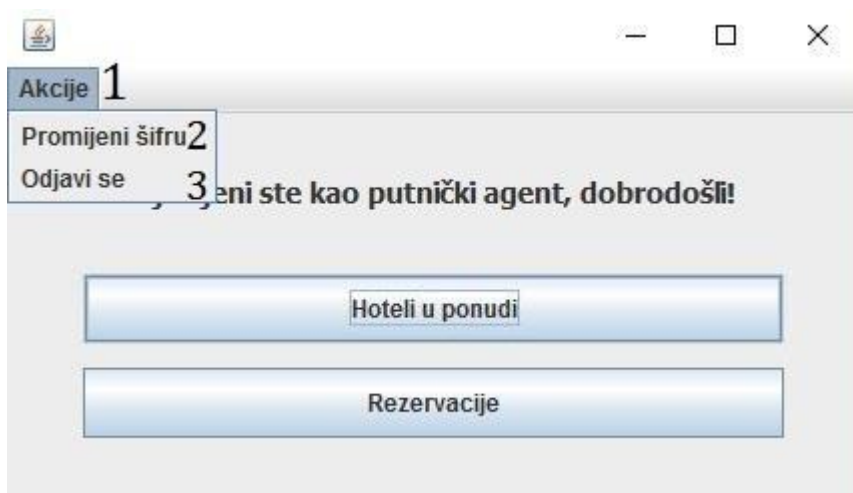 Akcije 1
Promijeni šifru 2
Odjavi se 3
ste kao putnički agent, dobrodošli!
Hoteli u ponudi
Rezervacije